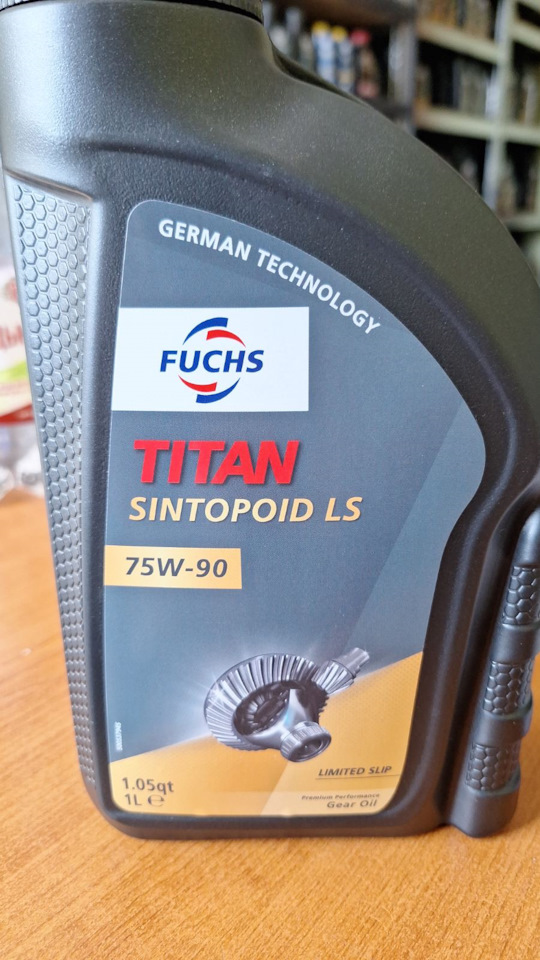 GERMAN TECHNOLOGY
FUCHS
TITAN
SINTOPOID LS
75W-90
LIMITED SLIP
1.05qt
1L ℮
Premium Performance
Gear Oil